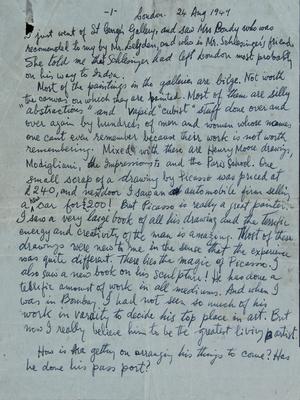 -1- London. 24 Aug 1949
I just went to St George's Gallery, and saw Mrs Bondy who was
recomended to my by Mr. Leyden, and who is Mr. Schlesinger's friend.
She told me that Schlesinger had left London most probably
on his way to India.
Most of the paintings in the galleries are bilge. Not worth
the canvas on which they are painted. Most of them are silly
"abstractions" and "vapid cubist" stuff done over and
over again by hundreds of men and women whose names
one can't even remember because their work is not worth
remembering. Mixed with these are Henry Moore drawings,
Modigliani, the Impressionists and the Paris School. One
small scrap of a drawing by Picasso was priced at
£240, and next door I saw an automobile firm selling
a new car for £200! But Picasso is really a great painter.
I saw a very large book of all his drawings and the terrific
energy and creativity of the man is amazing. Most of these
drawings were new to me in the sense that the experience
was quite different. There lies the magic of Picasso. I
also saw a new book on his sculpture! He has done a
terrific amount of work in all mediums. And when I
was in Bombay I had not seen so much of his
work in varsity to decide his top place in art. But
now I really believe him to be the greatest living artist
How is Ara getting on arranging his things to come? Has
he done his pass port?